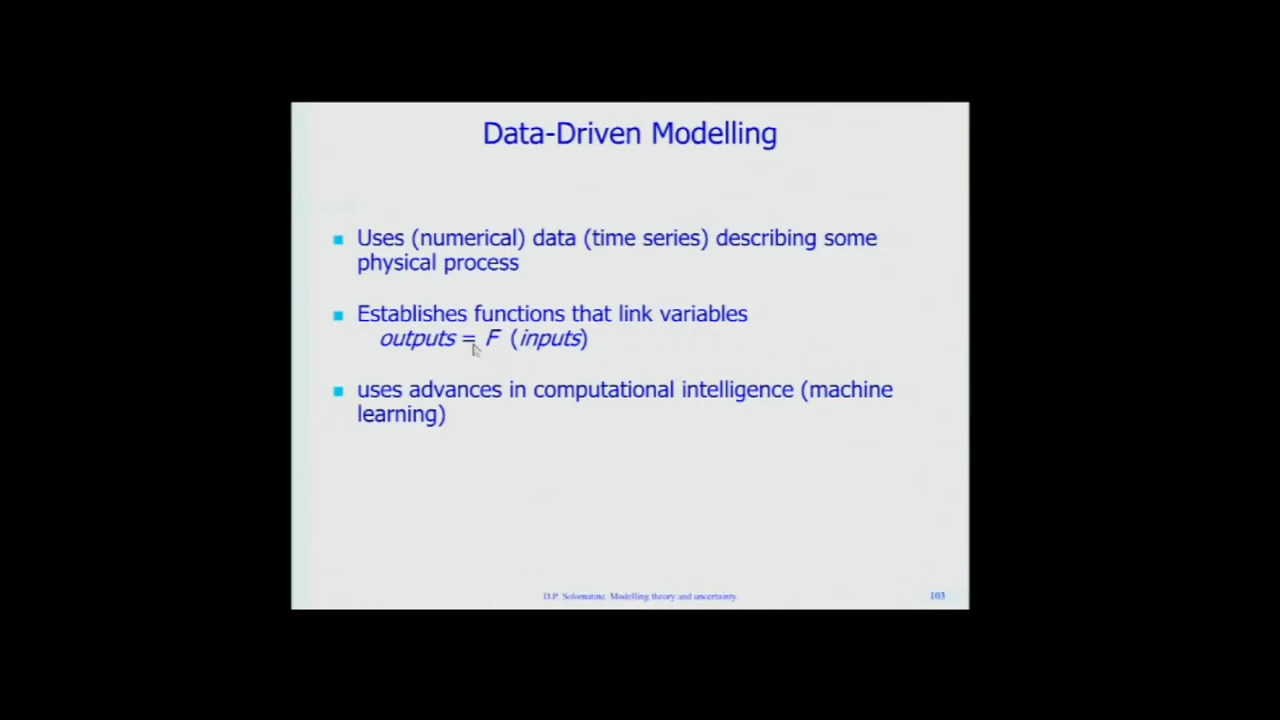 Data-Driven Modelling
Uses (numerical) data (time series) describing some
physical process
Establishes functions that link variables
outputs = F (inputs)
uses advances in computational intelligence (machine
learning)
D.P. Solomatine. Modelling theory and uncertainty.
103